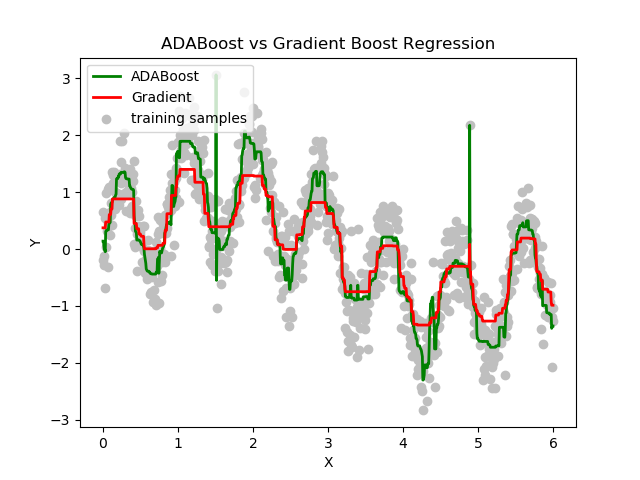 ADABoost vs Gradient Boost Regression
ADABoost
Gradient
training samples
3
2
1
0
−1
−2
−3
Y
0 1 2 3 4 5 6
X